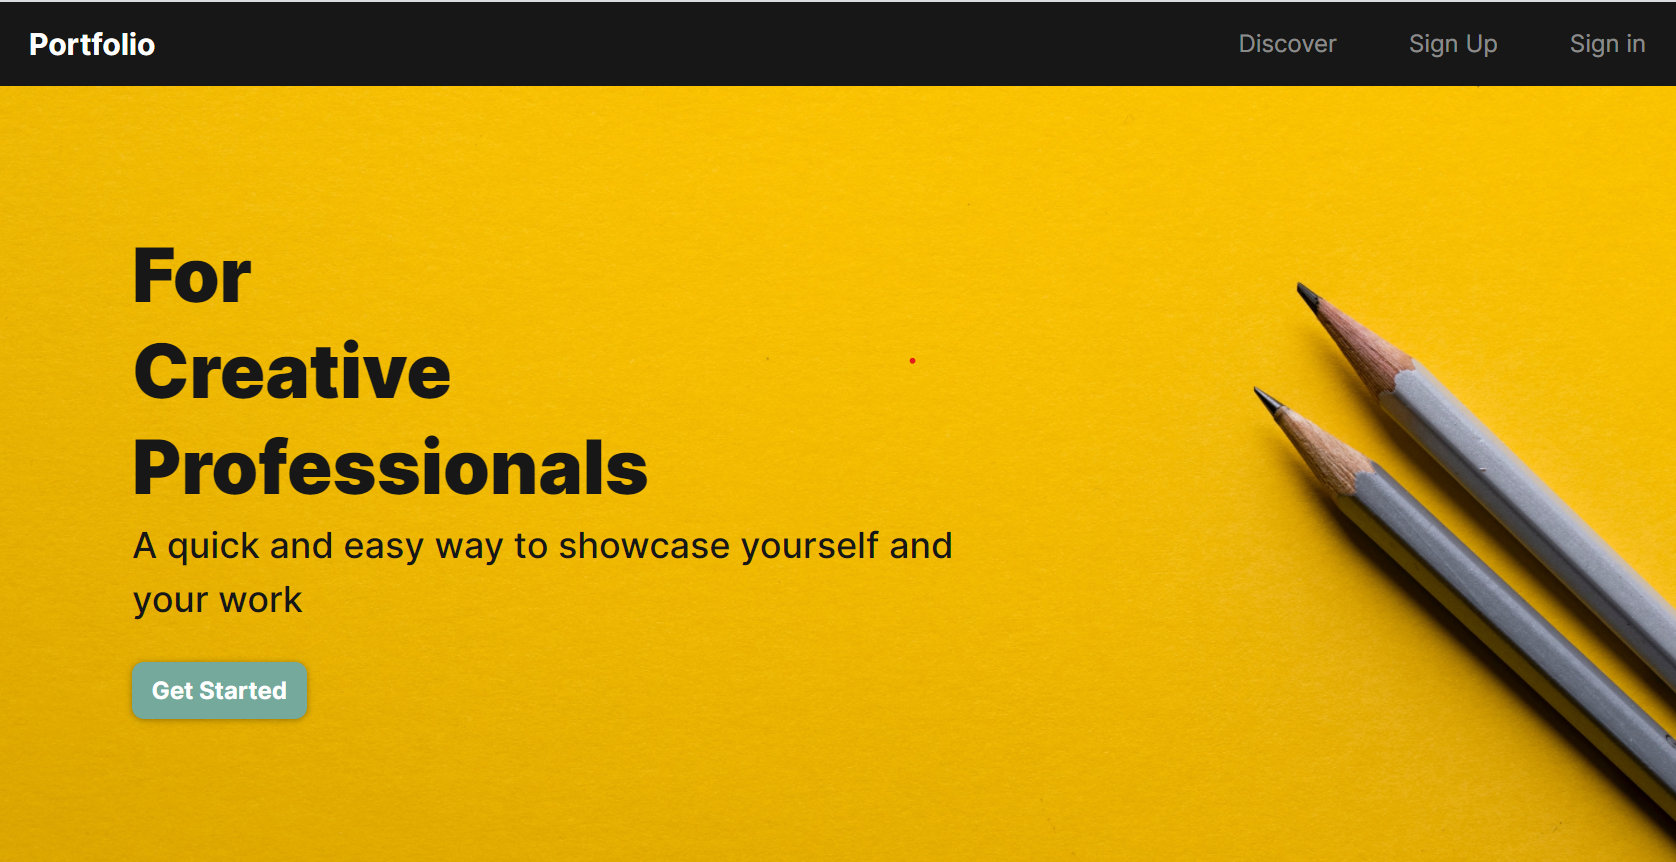 Portfolio
Discover
Sign Up
Sign in
For
Creative
Professionals
A quick and easy way to showcase yourself and
your work
Get Started